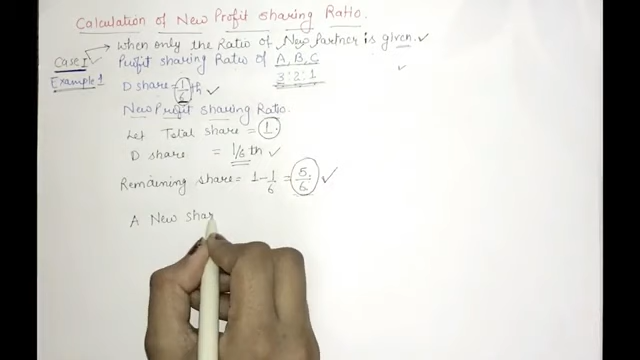 Calculation of New Profit sharing Ratio.
when only the Ratio of New Partner is given.
Case I Profit sharing Ratio of A, B, C
Example 1 3:2:1
D share = 1/6 th
New Profit sharing Ratio.
Let Total share = 1.
D share = 1/6 th
Remaining share = 1 - 1/6 = 5/6
A New shar